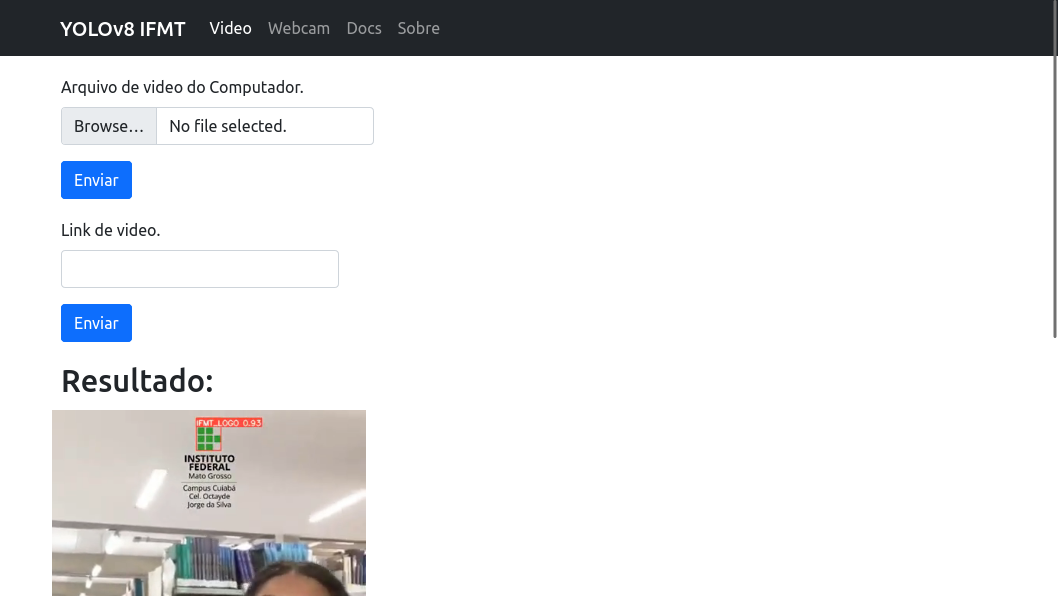 YOLOv8 IFMT Video Webcam Docs Sobre
Arquivo de video do Computador.
Browse... No file selected.
Enviar
Link de video.
Enviar
Resultado:
IFMT_LOGO 0.93
INSTITUTO
FEDERAL
Mato Grosso
Campus Cuiabá
Cel. Octayde
Jorge da Silva